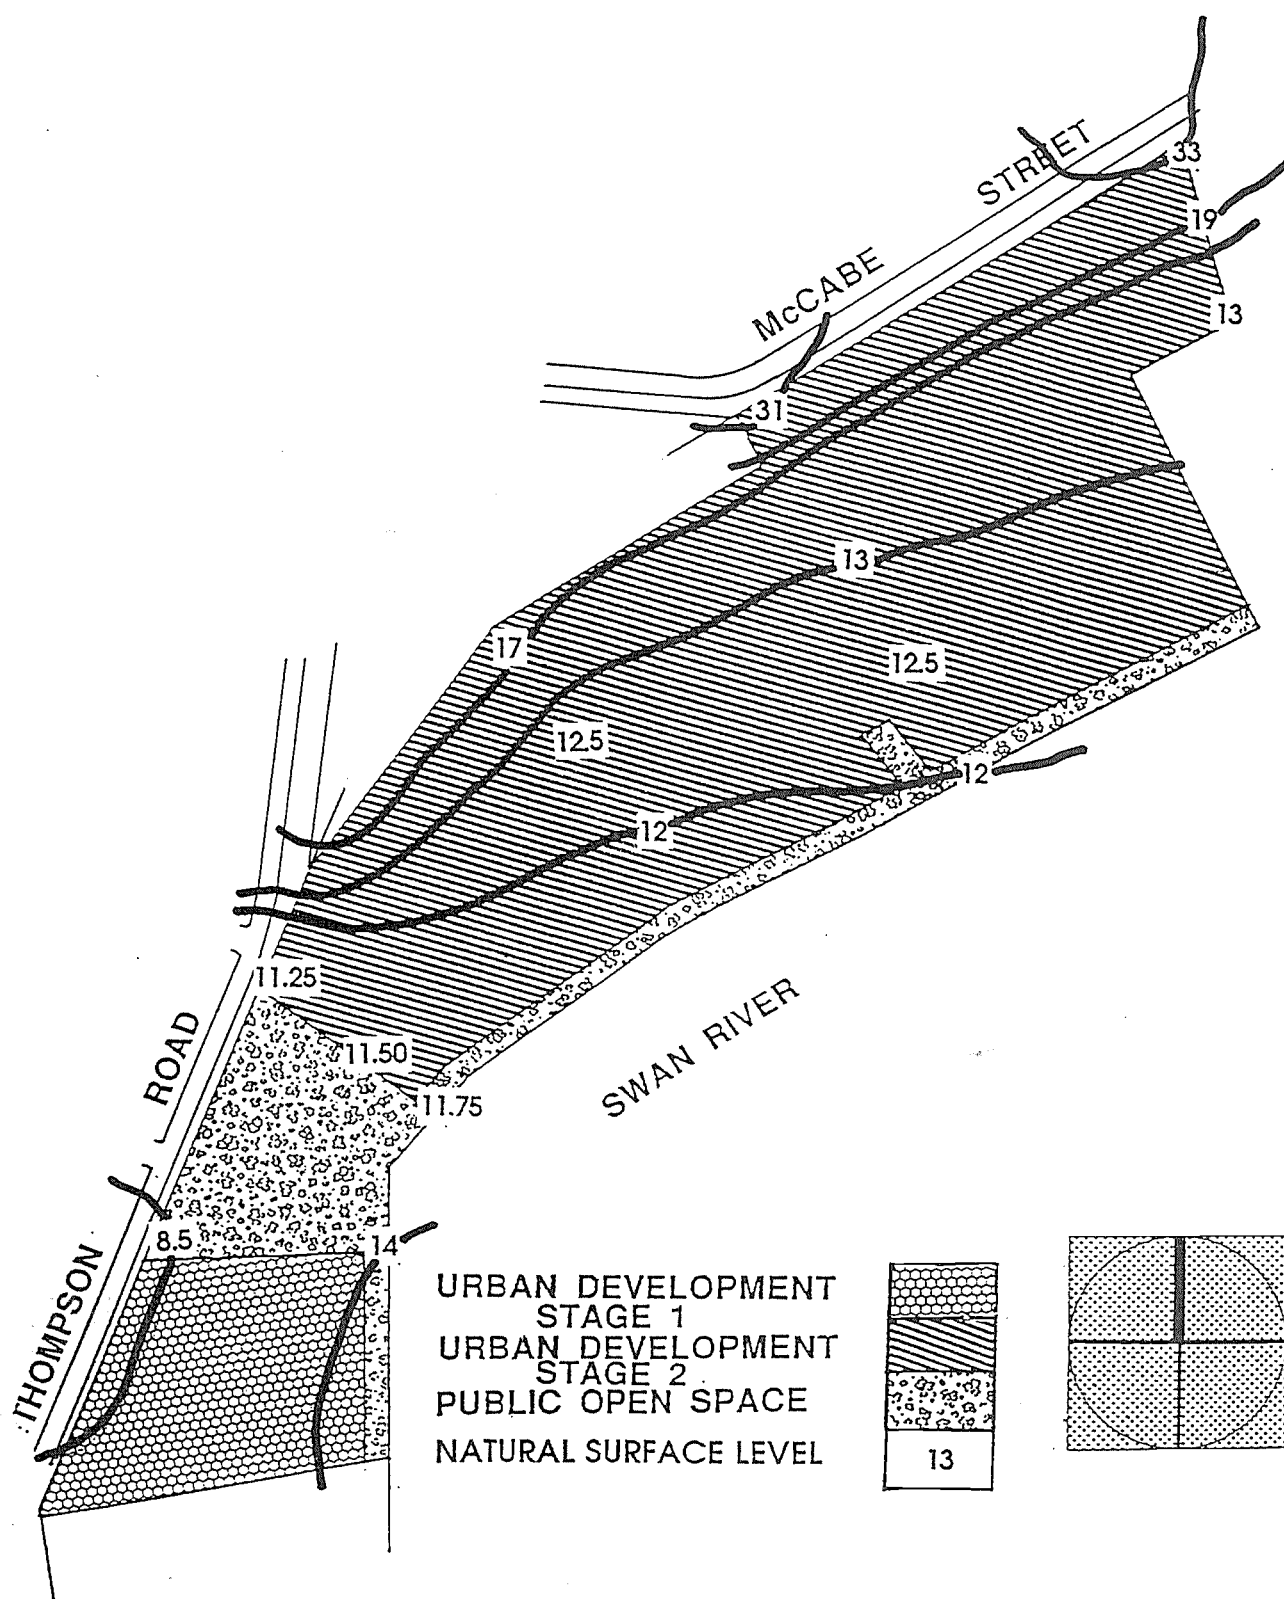 McCABE STREET
33
19
13
31
13
17
12.5
12.5
12
12
11.25
11.50
11.75
SWAN RIVER
THOMPSON ROAD
8.5
14
URBAN DEVELOPMENT
STAGE 1
URBAN DEVELOPMENT
STAGE 2
PUBLIC OPEN SPACE
NATURAL SURFACE LEVEL
13